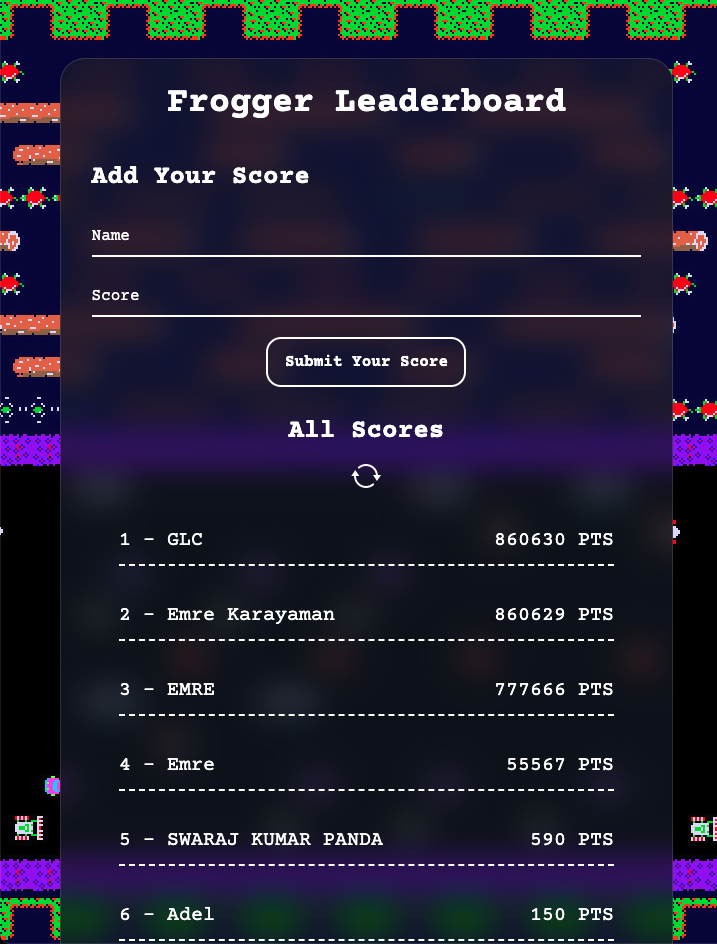 Frogger Leaderboard
Add Your Score
Name
Score
Submit Your Score
All Scores
1 - GLC 860630 PTS
2 - Emre Karayaman 860629 PTS
3 - EMRE 777666 PTS
4 - Emre 55567 PTS
5 - SWARAJ KUMAR PANDA 590 PTS
6 - Adel 150 PTS